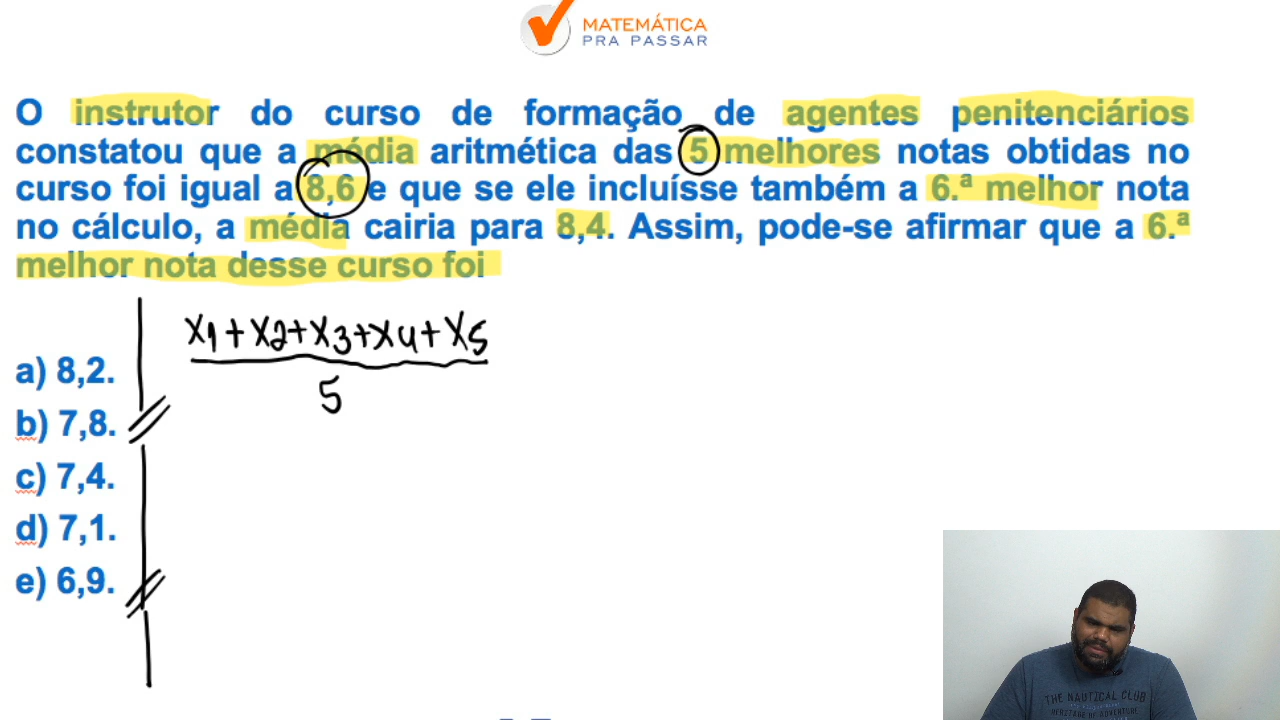 MATEMÁTICA
PRA PASSAR
O instrutor do curso de formação de agentes penitenciários
constatou que a média aritmética das 5 melhores notas obtidas no
curso foi igual a 8,6 e que se ele incluísse também a 6.ª melhor nota
no cálculo, a média cairia para 8,4. Assim, pode-se afirmar que a 6.ª
melhor nota desse curso foi
x1+x2+x3+x4+x5
5
a) 8,2.
b) 7,8.
c) 7,4.
d) 7,1.
e) 6,9.
THE NAUTICAL CLUB
HERITAGE OF ADVENTURE